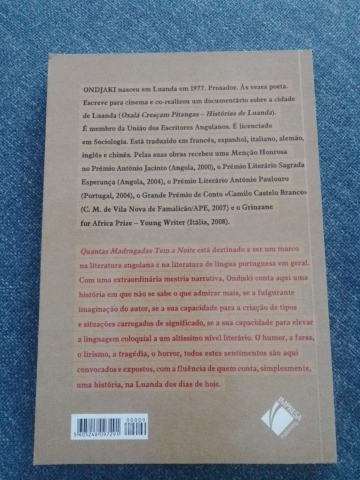 ONDJAKI nasceu em Luanda em 1977. Prosador. Às vezes poeta.
Escreve para cinema e co-realizou um documentário sobre a cidade
de Luanda (Oxalá Cresçam Pitangas – Histórias de Luanda).
É membro da União dos Escritores Angolanos. É licenciado
em Sociologia. Está traduzido em francês, espanhol, italiano, alemão,
inglês e chinês. Pelas suas obras recebeu uma Menção Honrosa
no Prémio António Jacinto (Angola, 2000), o Prémio Literário Sagrada
Esperança (Angola, 2004), o Prémio Literário António Paulouro
(Portugal, 2004), o Grande Prémio de Conto «Camilo Castelo Branco»
(C. M. de Vila Nova de Famalicão/APE, 2007) e o Grinzane
for Africa Prize – Young Writer (Itália, 2008).
Quantas Madrugadas Tem a Noite está destinado a ser um marco
na literatura angolana e na literatura de língua portuguesa em geral.
Com uma extraordinária mestria narrativa, Ondjaki conta aqui uma
história em que não se sabe o que admirar mais, se a fulgurante
imaginação do autor, se a sua capacidade para a criação de tipos
e situações carregados de significado, se a sua capacidade para elevar
a linguagem coloquial a um altíssimo nível literário. O humor, a farsa,
o lirismo, a tragédia, o horror, todos estes sentimentos são aqui
convocados e expostos, com a fluência de quem conta, simplesmente,
uma história, na Luanda dos dias de hoje.
00009
IMPRESA